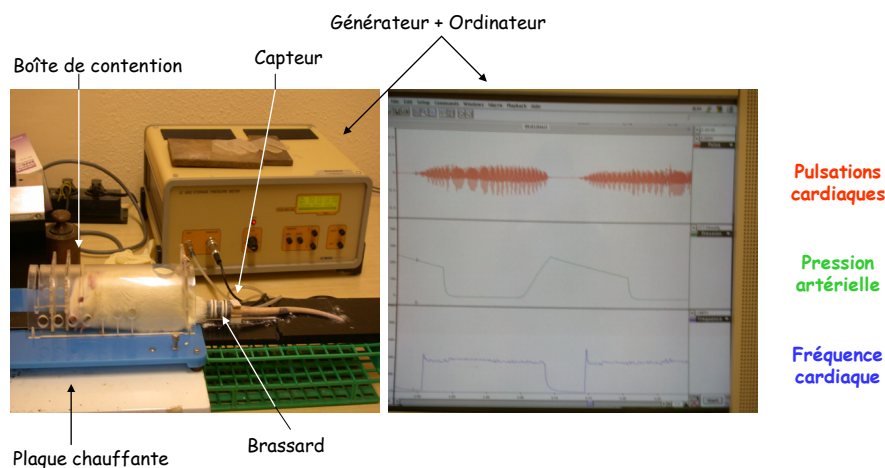 Générateur + Ordinateur
Boîte de contention
Capteur
Pulsations
cardiaques
Pression
artérielle
Fréquence
cardiaque
Brassard
Plaque chauffante